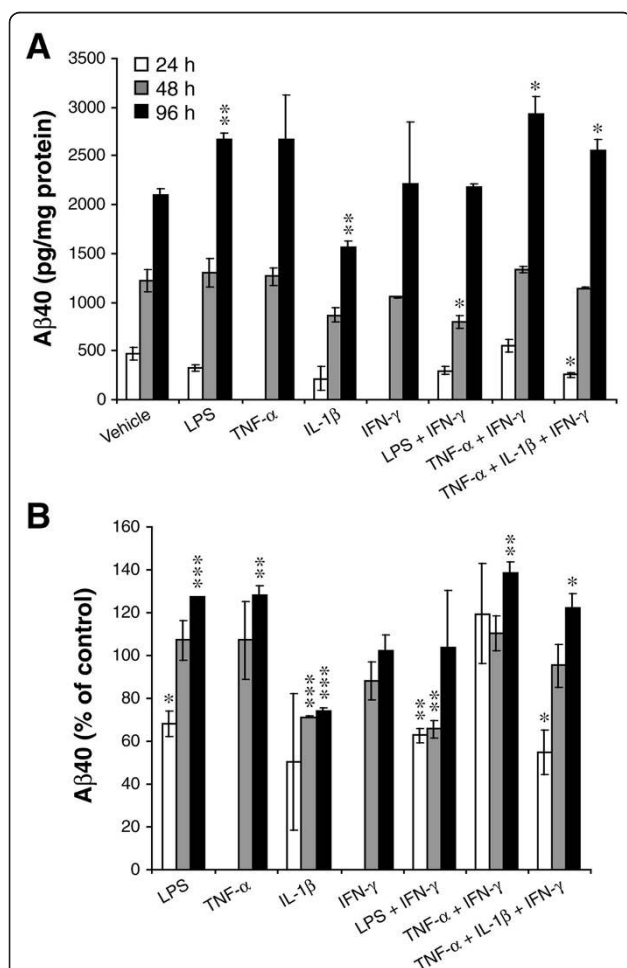 A
Aβ40 (pg/mg protein)
3500
3000
2500
2000
1500
1000
500
0
24 h
48 h
96 h
**
**
*
*
*
*
Vehicle
LPS
TNF-α
IL-1β
IFN-γ
LPS + IFN-γ
TNF-α + IFN-γ
TNF-α + IL-1β + IFN-γ
B
Aβ40 (% of control)
160
140
120
100
80
60
40
20
0
*
***
**
***
***
**
**
**
*
*
LPS
TNF-α
IL-1β
IFN-γ
LPS + IFN-γ
TNF-α + IFN-γ
TNF-α + IL-1β + IFN-γ